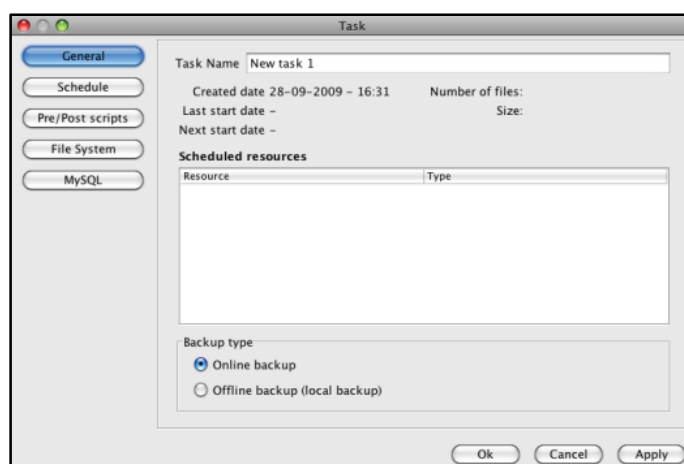 Task
General
Schedule
Pre/Post scripts
File System
MySQL
Task Name New task 1
Created date 28-09-2009 - 16:31 Number of files:
Last start date - Size:
Next start date -
Scheduled resources
Resource Type
Backup type
Online backup
Offline backup (local backup)
Ok Cancel Apply